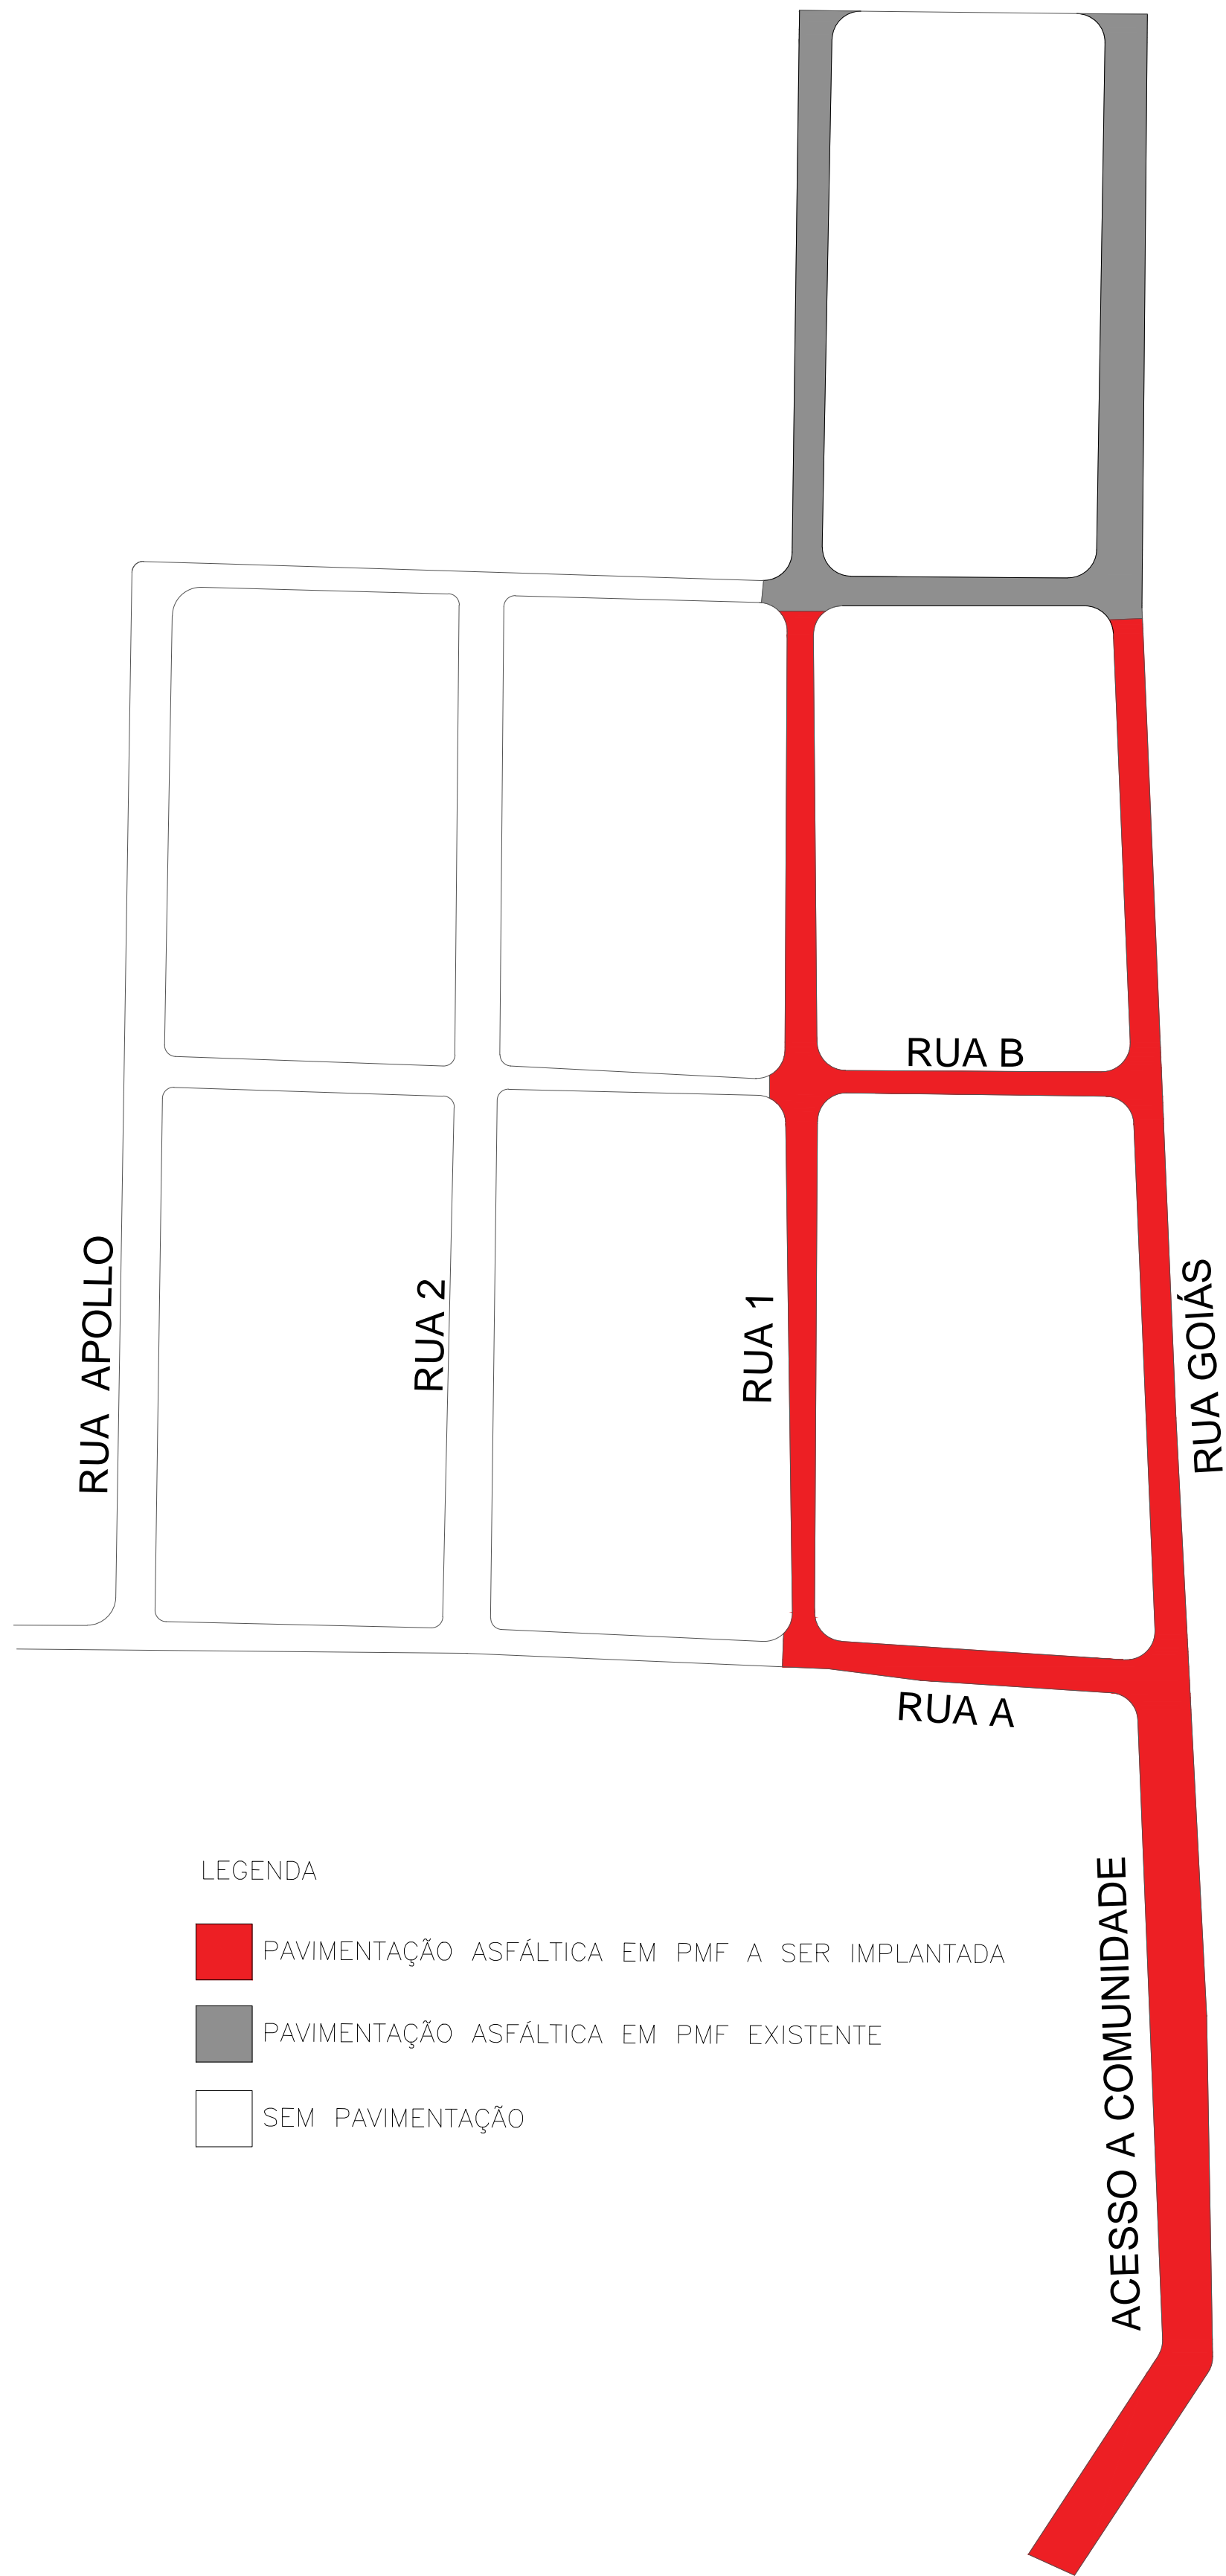 RUA B
RUA APOLLO
RUA 2
RUA 1
RUA GOIÁS
RUA A
ACESSO A COMUNIDADE
LEGENDA
PAVIMENTAÇÃO ASFÁLTICA EM PMF A SER IMPLANTADA
PAVIMENTAÇÃO ASFÁLTICA EM PMF EXISTENTE
SEM PAVIMENTAÇÃO